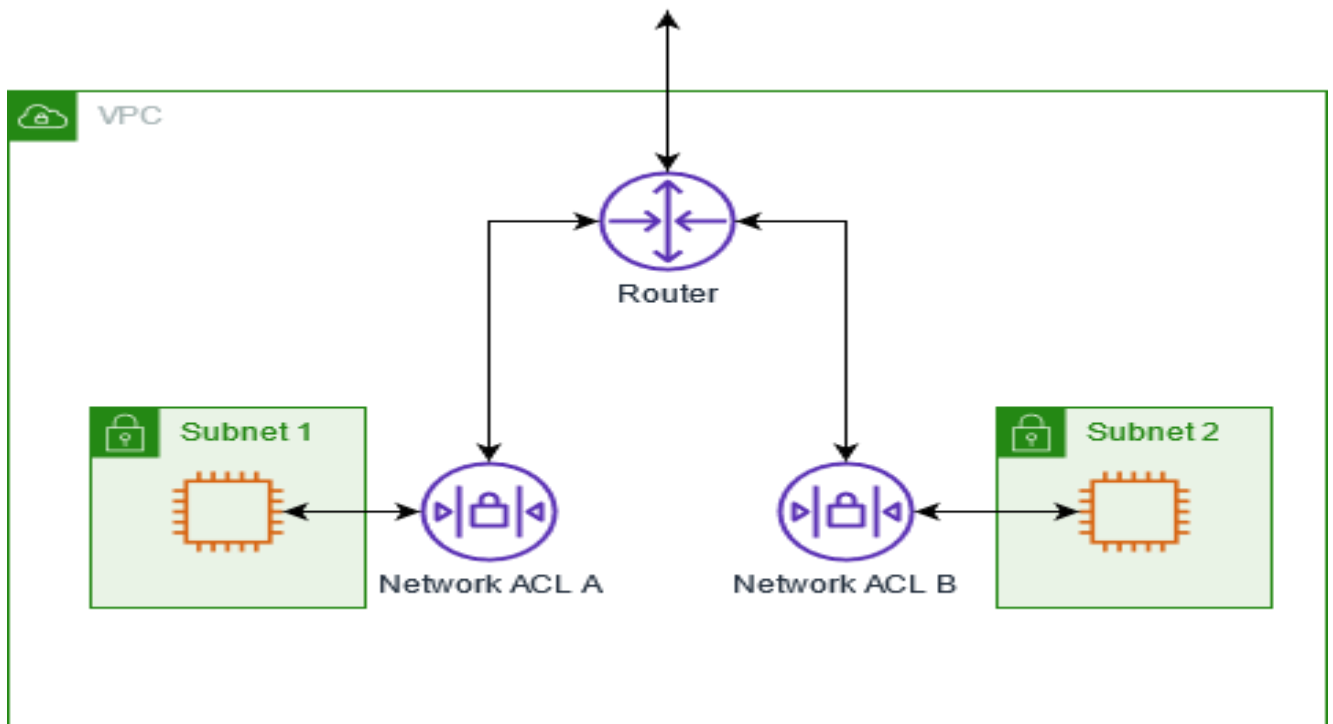 VPC
Router
Subnet 1
Subnet 2
Network ACL A
Network ACL B